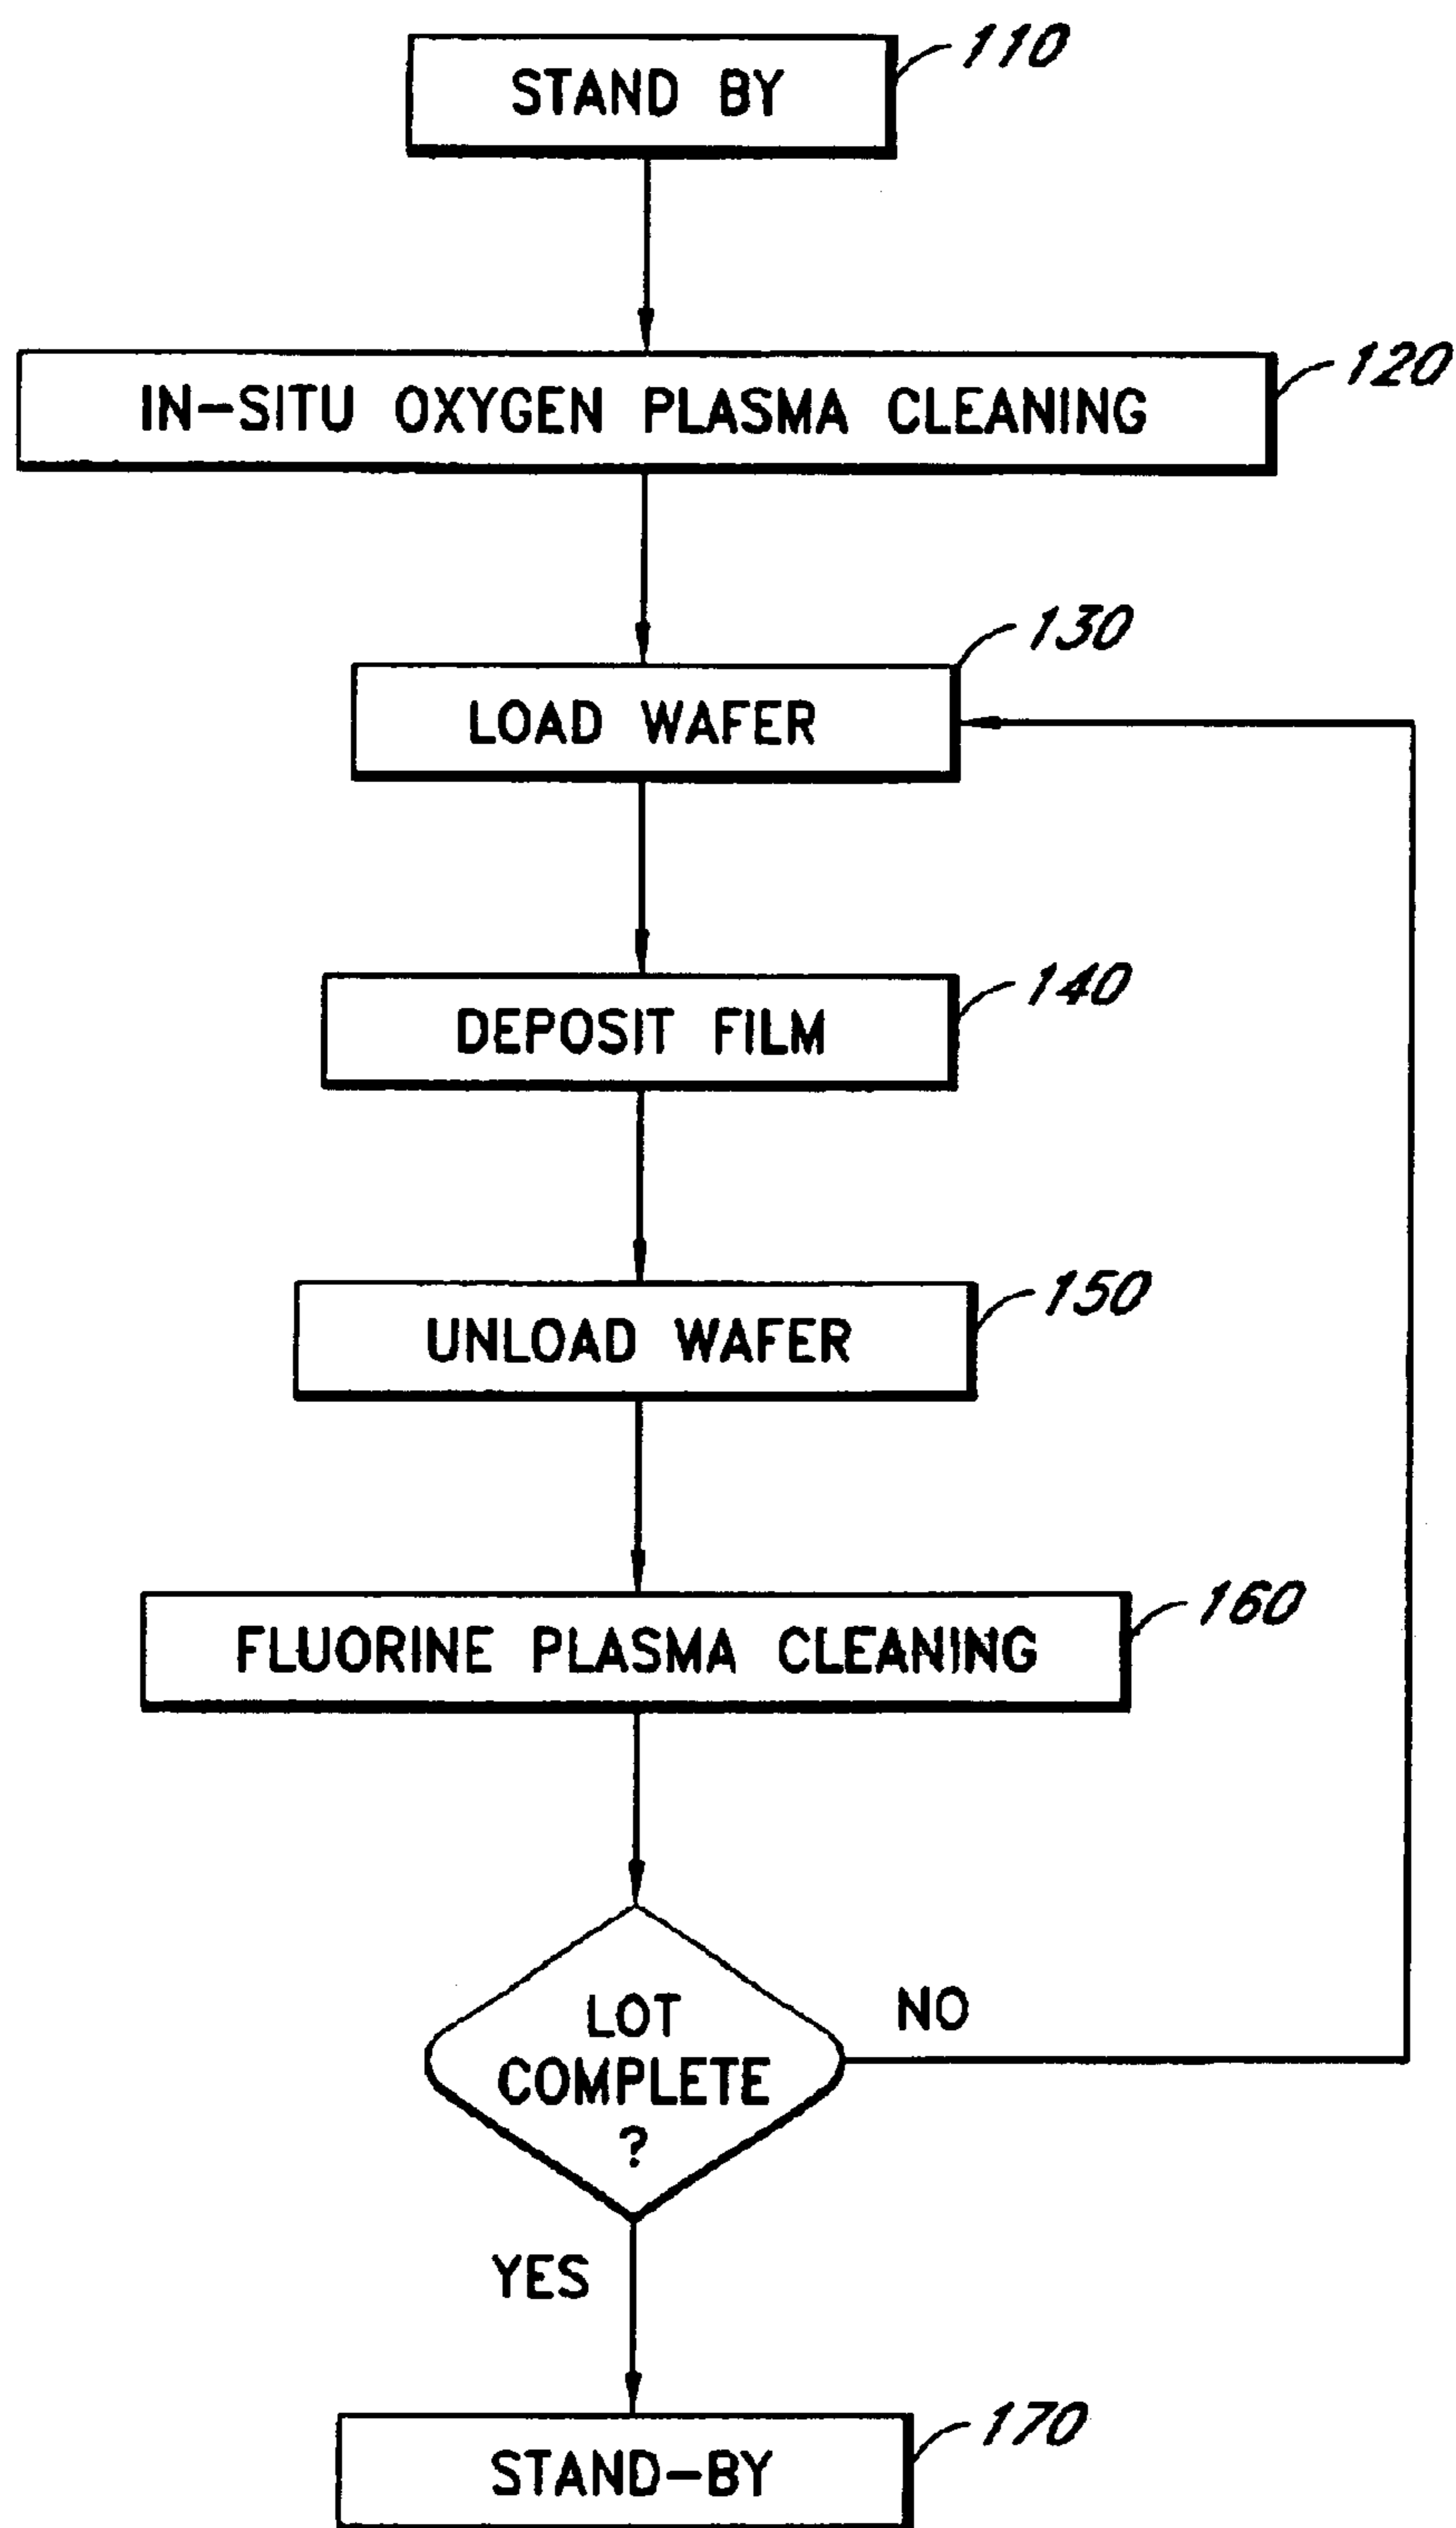 STAND BY
110
IN-SITU OXYGEN PLASMA CLEANING
120
LOAD WAFER
130
DEPOSIT FILM
140
UNLOAD WAFER
150
FLUORINE PLASMA CLEANING
160
LOT
COMPLETE
?
NO
YES
STAND-BY
170